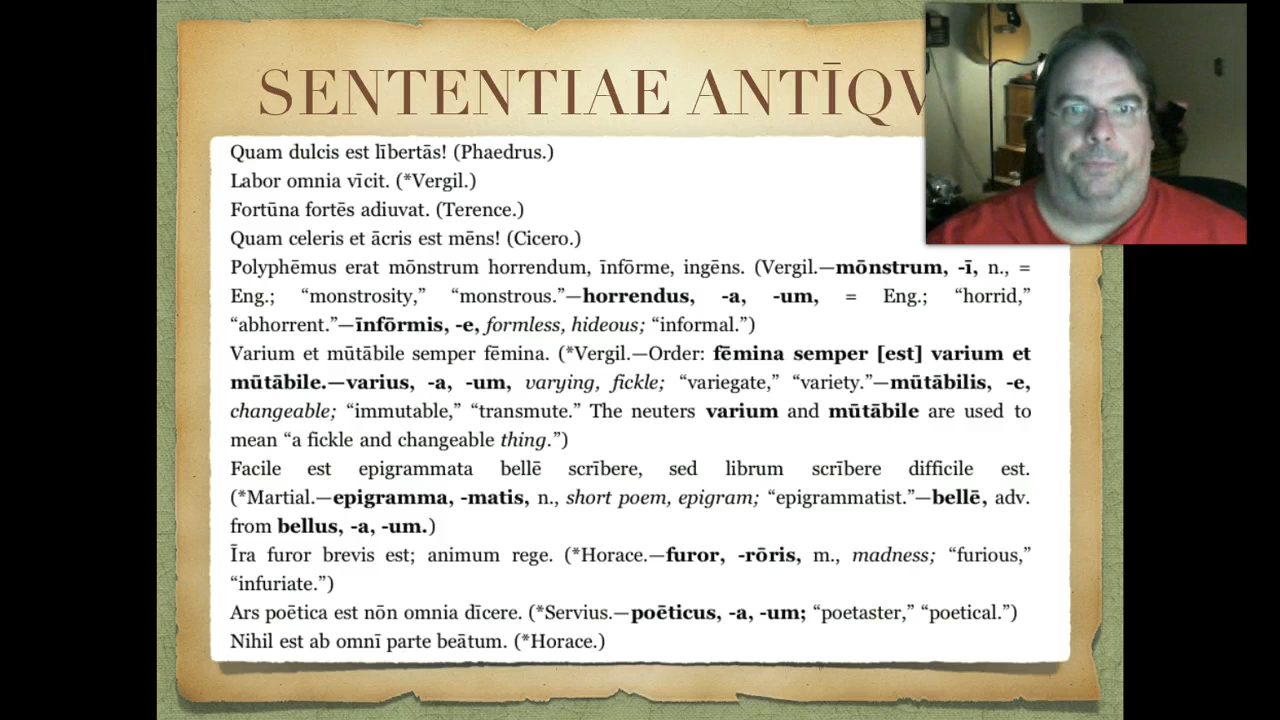 SENTENTIAE ANTĪQV
Quam dulcis est lībertās! (Phaedrus.)
Labor omnia vīcit. (*Vergil.)
Fortūna fortēs adiuvat. (Terence.)
Quam celeris et ācris est mēns! (Cicero.)
Polyphēmus erat mōnstrum horrendum, īnfōrme, ingēns. (Vergil.—mōnstrum, -ī, n., =
Eng.; “monstrosity,” “monstrous.”—horrendus, -a, -um, = Eng.; “horrid,”
“abhorrent.”—īnfōrmis, -e, formless, hideous; “informal.”)
Varium et mūtābile semper fēmina. (*Vergil.—Order: fēmina semper [est] varium et
mūtābile.—varius, -a, -um, varying, fickle; “variegate,” “variety.”—mūtābilis, -e,
changeable; “immutable,” “transmute.” The neuters varium and mūtābile are used to
mean “a fickle and changeable thing.”)
Facile est epigrammata bellē scrībere, sed librum scrībere difficile est.
(*Martial.—epigramma, -matis, n., short poem, epigram; “epigrammatist.”—bellē, adv.
from bellus, -a, -um.)
Īra furor brevis est; animum rege. (*Horace.—furor, -rōris, m., madness; “furious,”
“infuriate.”)
Ars poētica est nōn omnia dīcere. (*Servius.—poēticus, -a, -um; “poetaster,” “poetical.”)
Nihil est ab omnī parte beātum. (*Horace.)